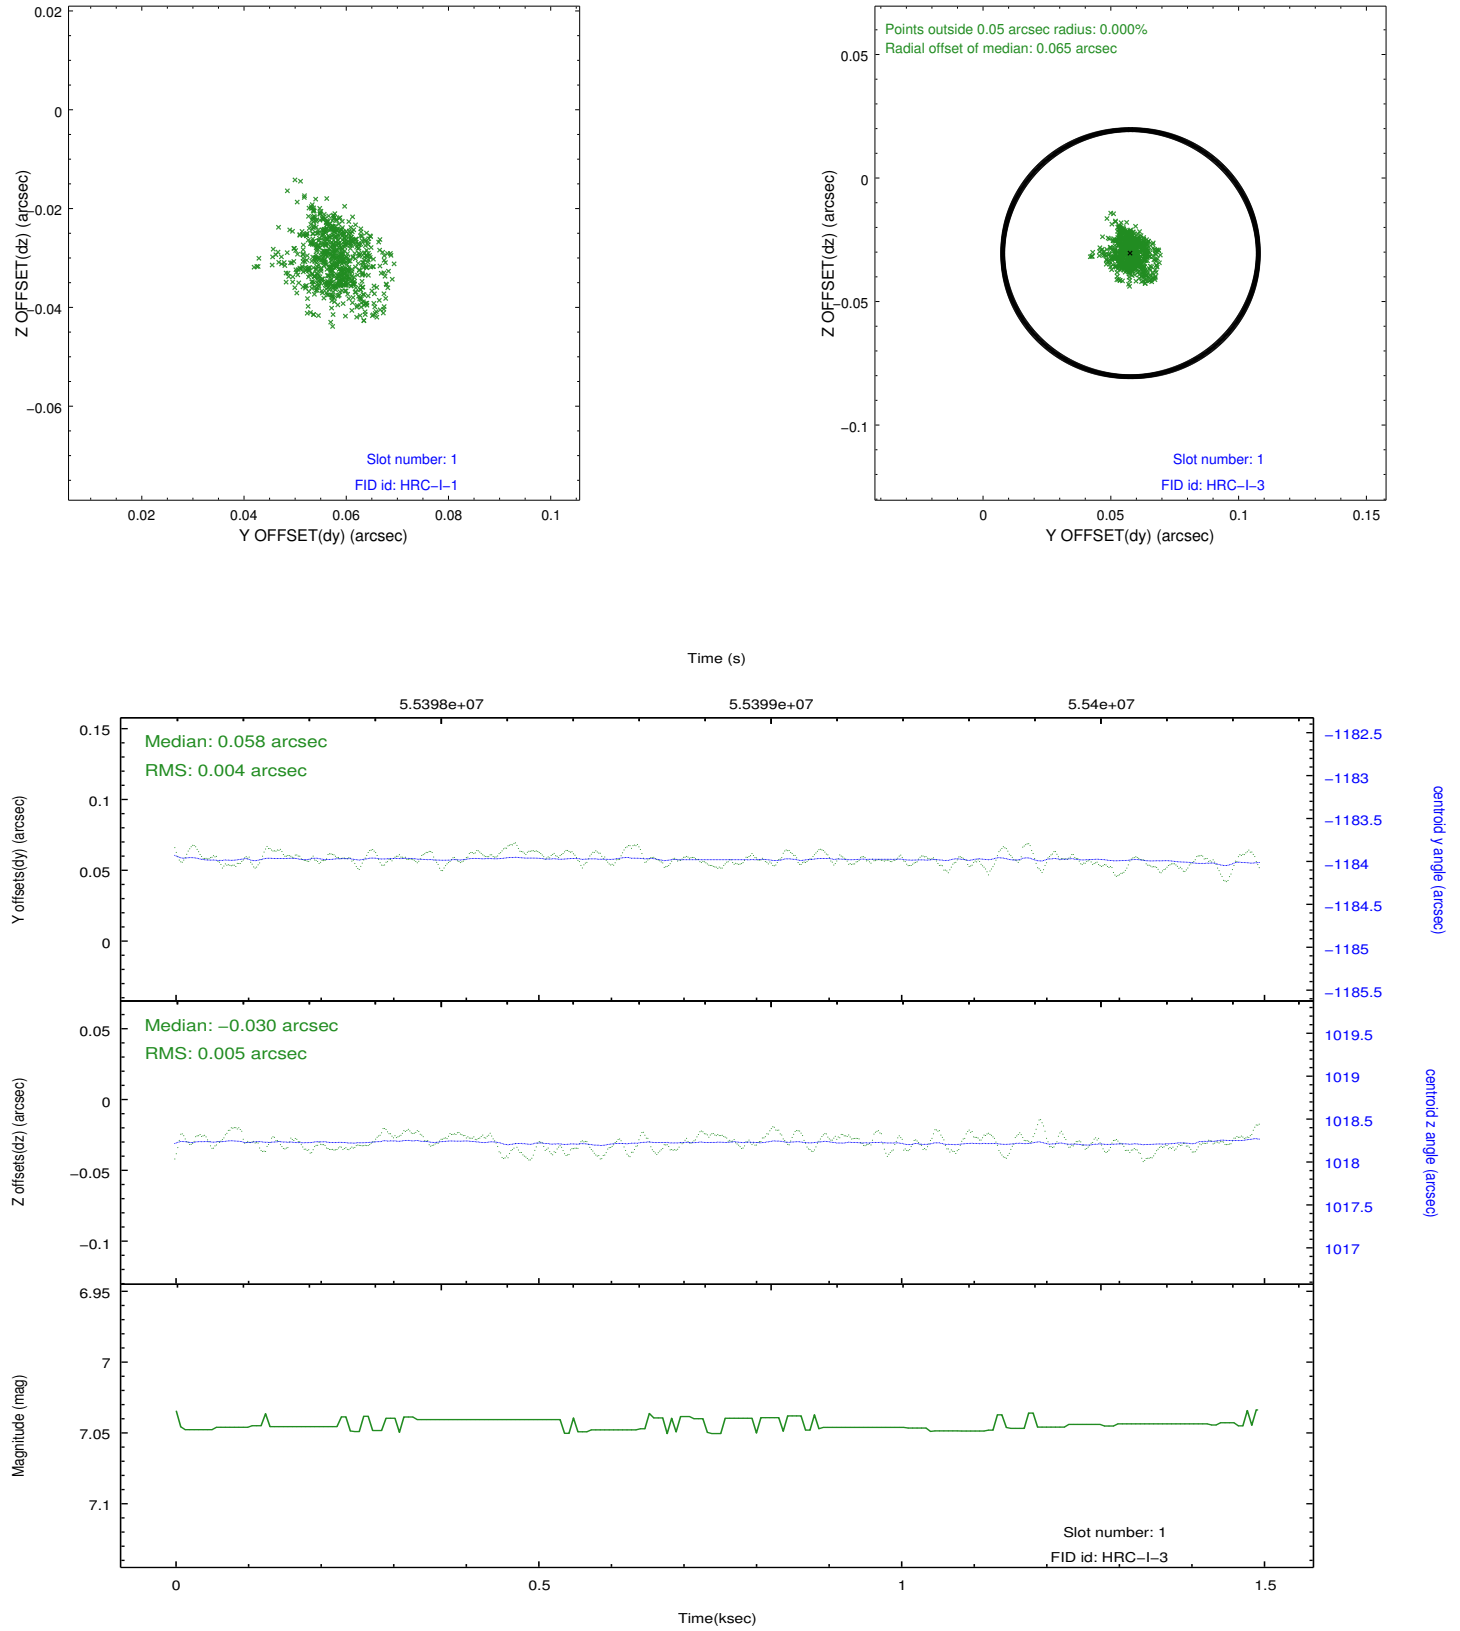 0.02
0
−0.02
−0.04
−0.06
Z OFFSET(dz) (arcsec)
Slot number: 1
FID id: HRC−I−1
0.02 0.04 0.06 0.08 0.1
Y OFFSET(dy) (arcsec)
Points outside 0.05 arcsec radius: 0.000%
Radial offset of median: 0.065 arcsec
0.05
0
−0.05
−0.1
Z OFFSET(dz) (arcsec)
Slot number: 1
FID id: HRC−I−3
0 0.05 0.1 0.15
Y OFFSET(dy) (arcsec)
Time (s)
5.5398e+07 5.5399e+07 5.54e+07
Median: 0.058 arcsec
RMS: 0.004 arcsec
0.15
0.1
0.05
0
Y offsets(dy) (arcsec)
−1182.5
−1183
−1183.5
−1184
−1184.5
−1185
−1185.5
centroid y angle (arcsec)
Median: −0.030 arcsec
RMS: 0.005 arcsec
0.05
0
−0.05
−0.1
Z offsets(dz) (arcsec)
1019.5
1019
1018.5
1018
1017.5
1017
centroid z angle (arcsec)
6.95
7
7.05
7.1
Magnitude (mag)
Slot number: 1
FID id: HRC−I−3
0 0.5 1 1.5
Time(ksec)